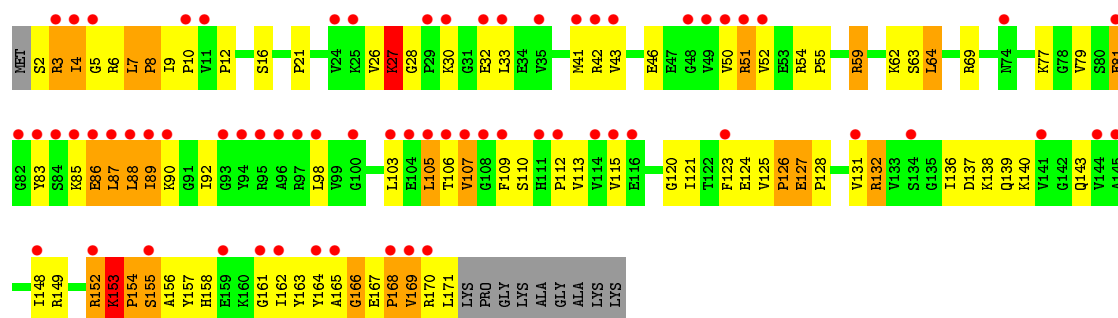 MET S2 R3 I4 G5 R6 L7 P8 I9 P10 V11 P12 S16 P21 V24 K25 V26 K27 G28 P29 K30 G31 E32 L33 E34 V35 M41 R42 V43 E46 E47 G48 V49 V50 R51 V52 E53 R54 P55 R59 K62 S63 L64 R69 N74 K77 G78 V79 S80 E81
G82 Y83 S84 K85 E86 L87 L88 I89 K90 G91 I92 G93 Y94 R95 A96 R97 L98 V99 G100 L103 E104 L105 T106 V107 G108 F109 S110 H111 P112 V113 V114 V115 E116 G120 I121 T122 F123 E124 V125 P126 E127 P128 V131 R132 V133 S134 G135 I136 D137 K138 Q139 K140 V141 G142 Q143 V144 A145
I148 R149 R152 K153 P154 S155 A156 Y157 H158 E159 K160 G161 I162 Y163 Y164 A165 G166 E167 P168 V169 R170 L171 LYS PRO GLY LYS ALA GLY ALA LYS LYS